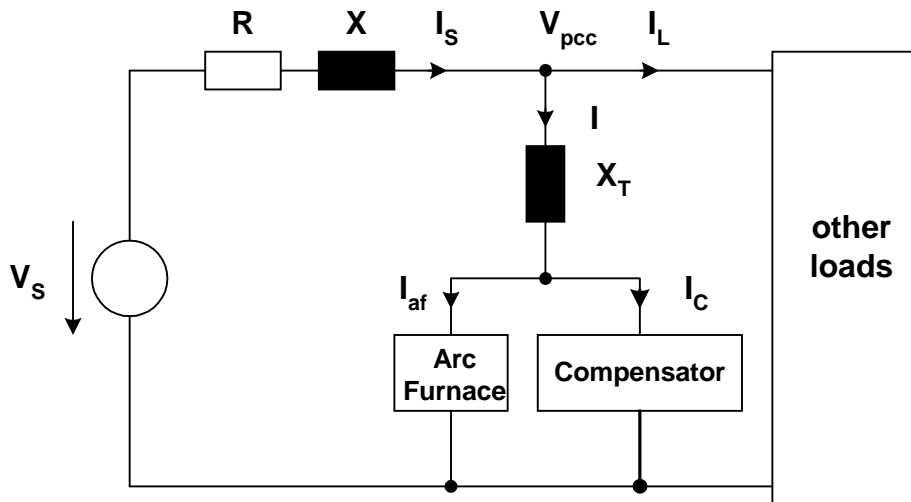 R X I_S V_pcc I_L
I
X_T
other
loads
V_S
I_af I_C
Arc
Furnace
Compensator